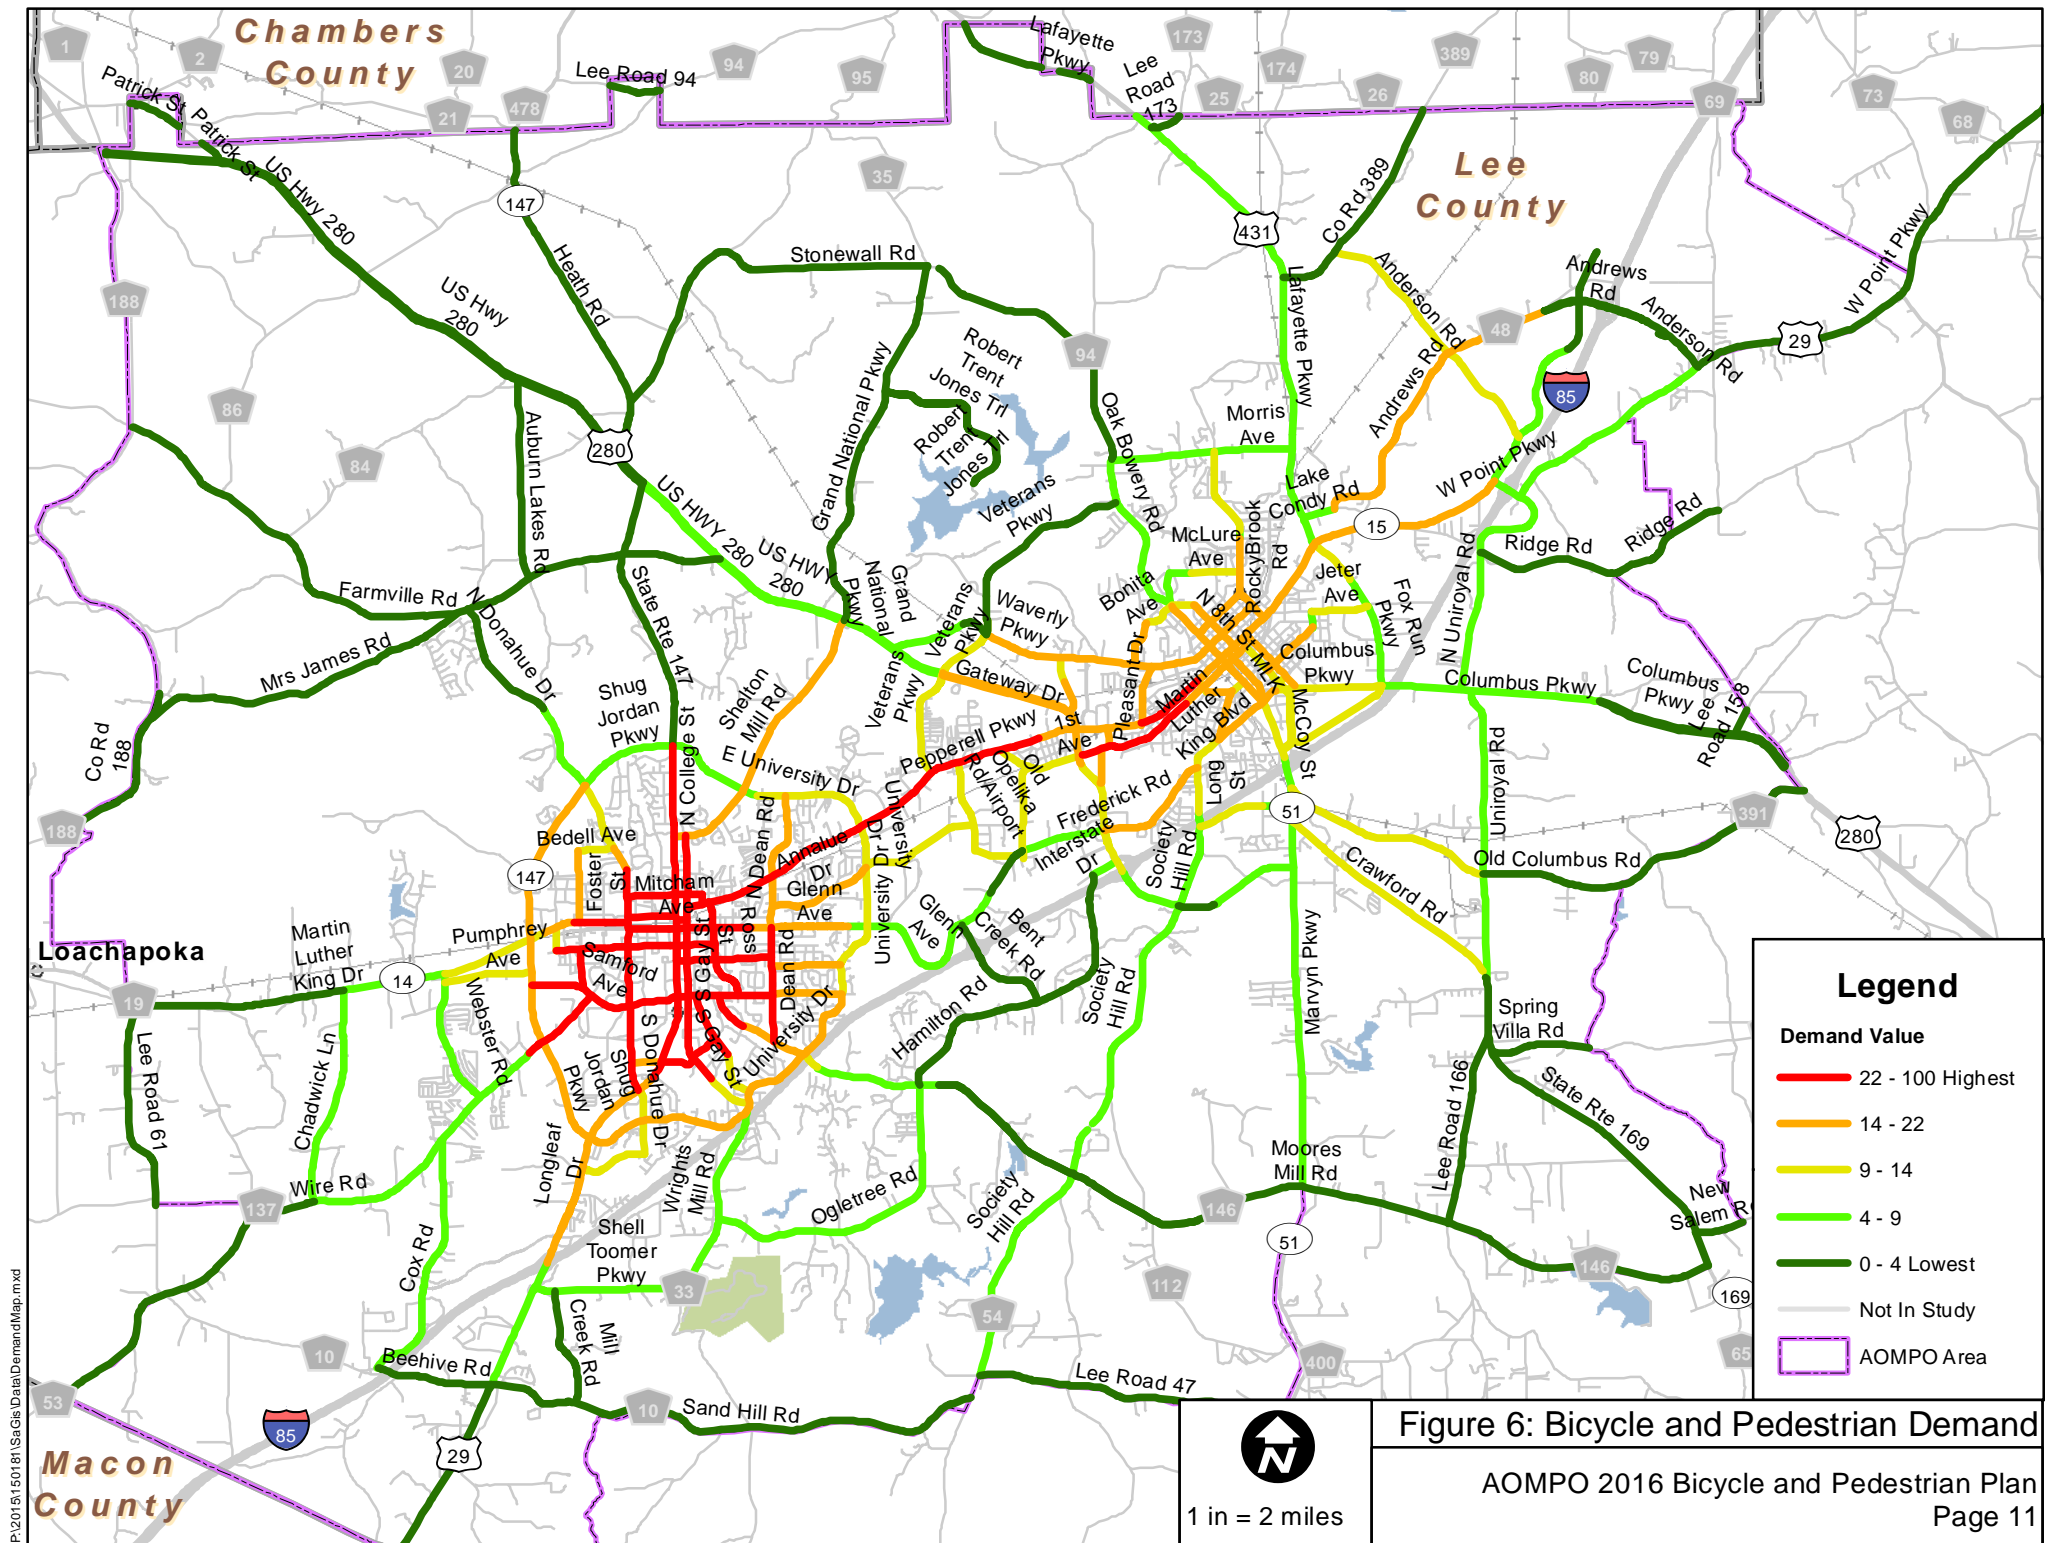 Chambers
County
1
2
20
21
478
Lee Road 94
94
95
Lafayette
Pkwy
Lee
Road
173
173
174
25
26
389
79
80
69
73
68
Patrick St
Patrick St
US Hwy 280
147
Heath Rd
35
Lee
County
431
Co Rd 389
Stonewall Rd
188
US Hwy
280
Lafayette Pkwy
Anderson Rd
Andrews
Rd
Anderson Rd
W Point Pkwy
48
29
94
Robert
Trent
Jones Trl
Robert
Trent
Jones Trl
Grand National Pkwy
Andrews Rd
85
86
84
Auburn Lakes Rd
280
Oak Bowery Rd
Morris
Ave
Lake
Condy Rd
W Point Pkwy
15
US HWY 280
US HWY
280
Veterans
Pkwy
McLure
Ave
RockyBrook
Rd
Jeter
Ave
Fox Run
Pkwy
N Uniroyal Rd
Ridge Rd
Ridge Rd
Farmville Rd
N Donahue Dr
State Rte 147
Grand
National
Pkwy
Veterans
Pkwy
Waverly
Pkwy
Bonita
Ave
N 8th St
MLK
Columbus
Pkwy
Mrs James Rd
Shug
Jordan
Pkwy
Shelton
Mill Rd
Veterans
Pkwy
Gateway Dr
Pleasant Dr
Martin
Luther
King Blvd
McCoy St
Columbus Pkwy
Columbus
Pkwy
Lee
Road 158
Co Rd
188
188
N College St
E University Dr
Pepperell Pkwy
1st
Ave
Old
Opelika
Rd/Airport
Long
St
Uniroyal Rd
391
280
Bedell Ave
147
Foster
St
Mitcham
Ave
N Dean Rd
Annalue
Dr
University
Dr
Frederick Rd
Interstate
Dr
Society
Hill Rd
51
Crawford Rd
Old Columbus Rd
Glenn
Ave
University Dr
Glenn
Ave
Bent
Creek Rd
Loachapoka
Martin
Luther
King Dr
14
Pumphrey
Ave
Samford
Ave
S Gay St
Ross
St
Dean Rd
19
Lee Road 61
Chadwick Ln
Webster Rd
Shug
Jordan
Pkwy
S Donahue Dr
S Gay St
University Dr
Hamilton Rd
Society
Hill Rd
Marvyn Pkwy
Spring
Villa Rd
Lee Road 166
State Rte 169
New
Salem R
Wire Rd
137
Longleaf
Dr
Wrights
Mill Rd
Ogletree Rd
Society
Hill Rd
Moores
Mill Rd
146
146
51
169
Cox Rd
Shell
Toomer
Pkwy
33
112
54
10
Beehive Rd
Mill
Creek Rd
10
Sand Hill Rd
Lee Road 47
400
65
53
85
29
Macon
County
Legend
Demand Value
22 - 100 Highest
14 - 22
9 - 14
4 - 9
0 - 4 Lowest
Not In Study
AOMPO Area
N
1 in = 2 miles
Figure 6: Bicycle and Pedestrian Demand
AOMPO 2016 Bicycle and Pedestrian Plan
Page 11
P:\2015\150181\SaGis\Data\DemandMap.mxd